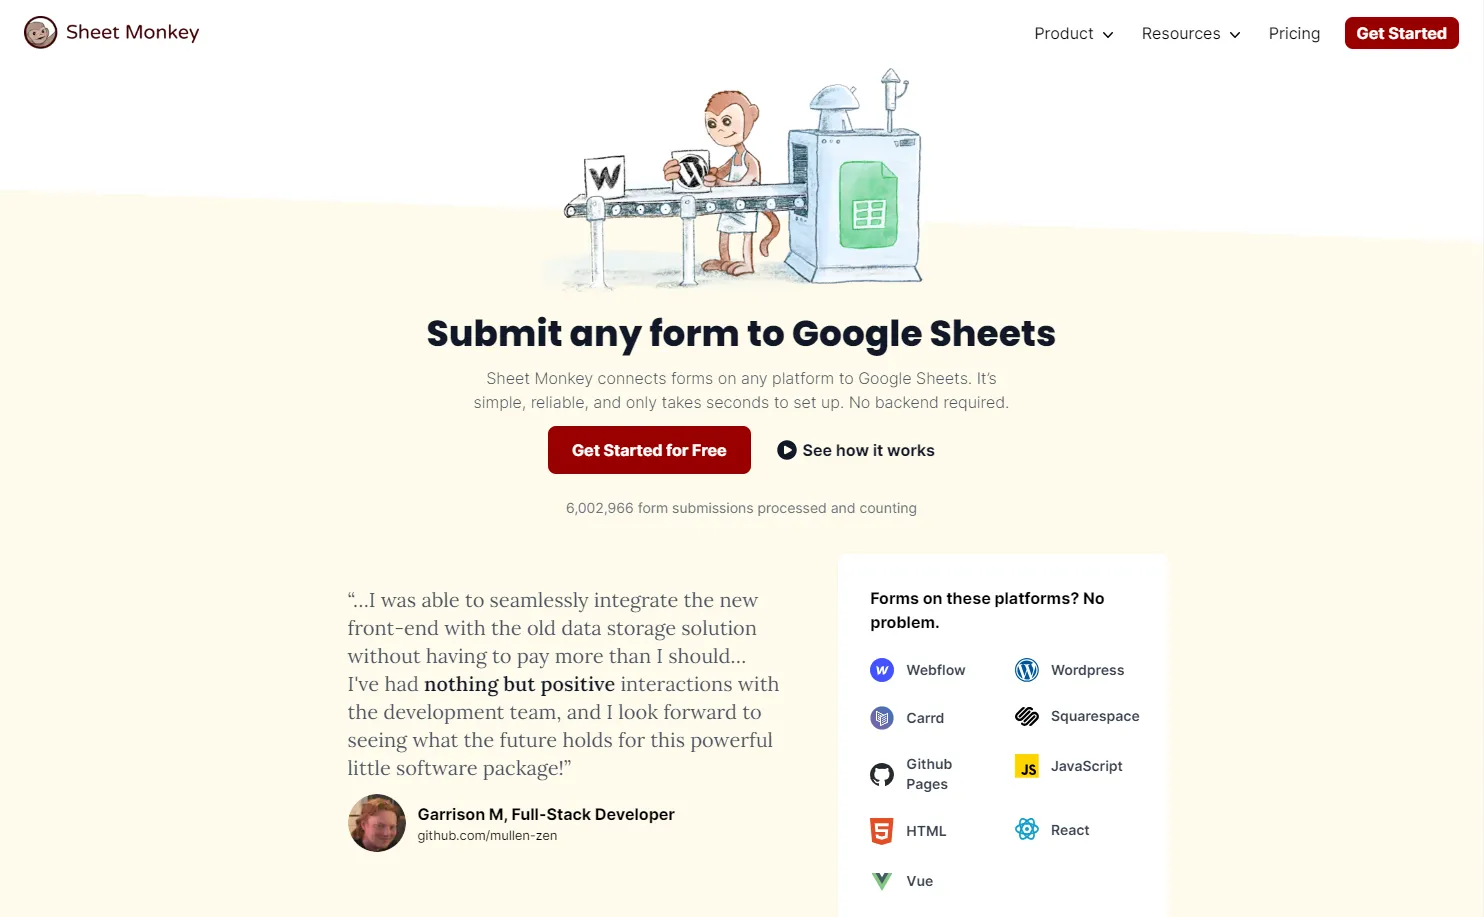 Sheet Monkey
Product
Resources
Pricing
Get Started
W
Submit any form to Google Sheets
Sheet Monkey connects forms on any platform to Google Sheets. It’s
simple, reliable, and only takes seconds to set up. No backend required.
Get Started for Free
See how it works
6,002,966 form submissions processed and counting
“...I was able to seamlessly integrate the new
front-end with the old data storage solution
without having to pay more than I should...
I've had nothing but positive interactions with
the development team, and I look forward to
seeing what the future holds for this powerful
little software package!”
Garrison M, Full-Stack Developer
github.com/mullen-zen
Forms on these platforms? No
problem.
Webflow
Wordpress
Carrd
Squarespace
Github
Pages
JS
JavaScript
5
HTML
React
Vue